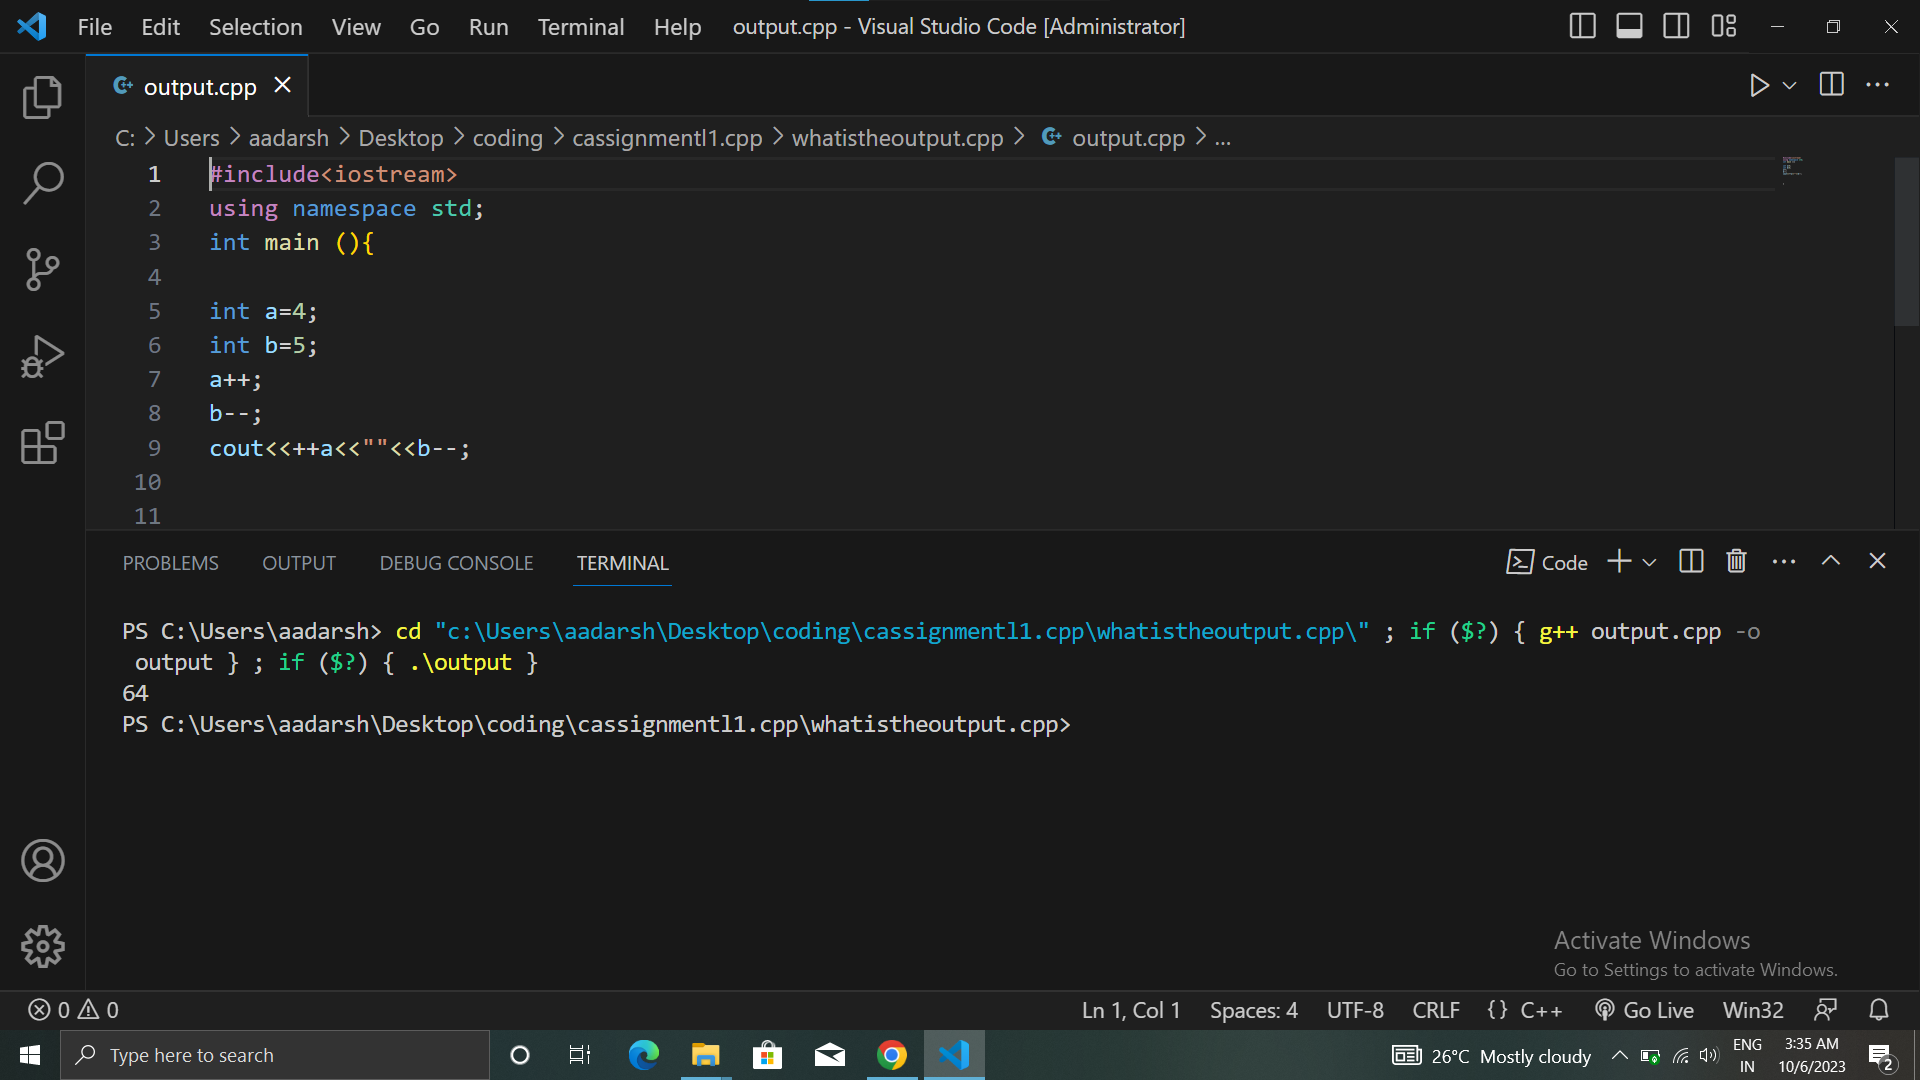 File Edit Selection View Go Run Terminal Help output.cpp - Visual Studio Code [Administrator]
output.cpp
C: > Users > aadarsh > Desktop > coding > cassignmentl1.cpp > whatistheoutput.cpp > output.cpp > ...
1 #include<iostream>
2 using namespace std;
3 int main (){
4
5 int a=4;
6 int b=5;
7 a++;
8 b--;
9 cout<<++a<<""<<b--;
10
11
PROBLEMS OUTPUT DEBUG CONSOLE TERMINAL Code
PS C:\Users\aadarsh> cd "c:\Users\aadarsh\Desktop\coding\cassignmentl1.cpp\whatistheoutput.cpp\" ; if ($?) { g++ output.cpp -o
output } ; if ($?) { .\output }
64
PS C:\Users\aadarsh\Desktop\coding\cassignmentl1.cpp\whatistheoutput.cpp>
Activate Windows
Go to Settings to activate Windows.
0 0 Ln 1, Col 1 Spaces: 4 UTF-8 CRLF {} C++ Go Live Win32
Type here to search 26°C Mostly cloudy
ENG 3:35 AM
IN 10/6/2023 2